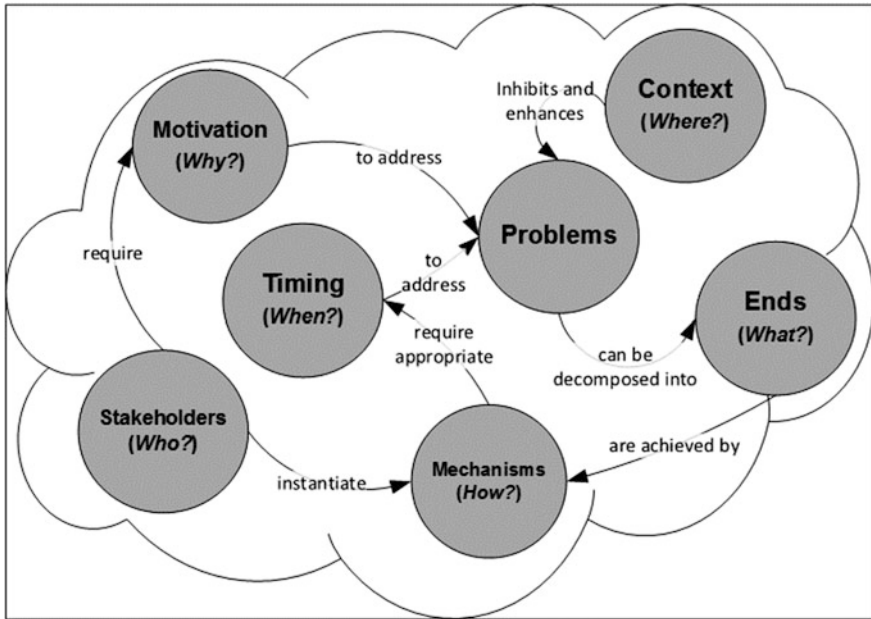 Motivation
(Why?)
to address
Inhibits and
enhances
Context
(Where?)
Problems
require
Timing
(When?)
to
address
Ends
(What?)
require
appropriate
can be
decomposed into
Stakeholders
(Who?)
instantiate
Mechanisms
(How?)
are achieved by